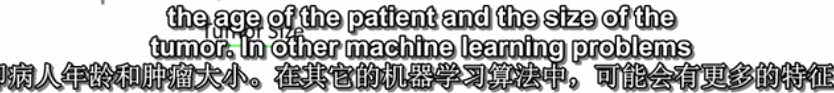 the age of the patient and the size of the
Tumor Size
tumor. In other machine learning problems
病人年龄和肿瘤大小。在其它的机器学习算法中，可能会有更多的特征